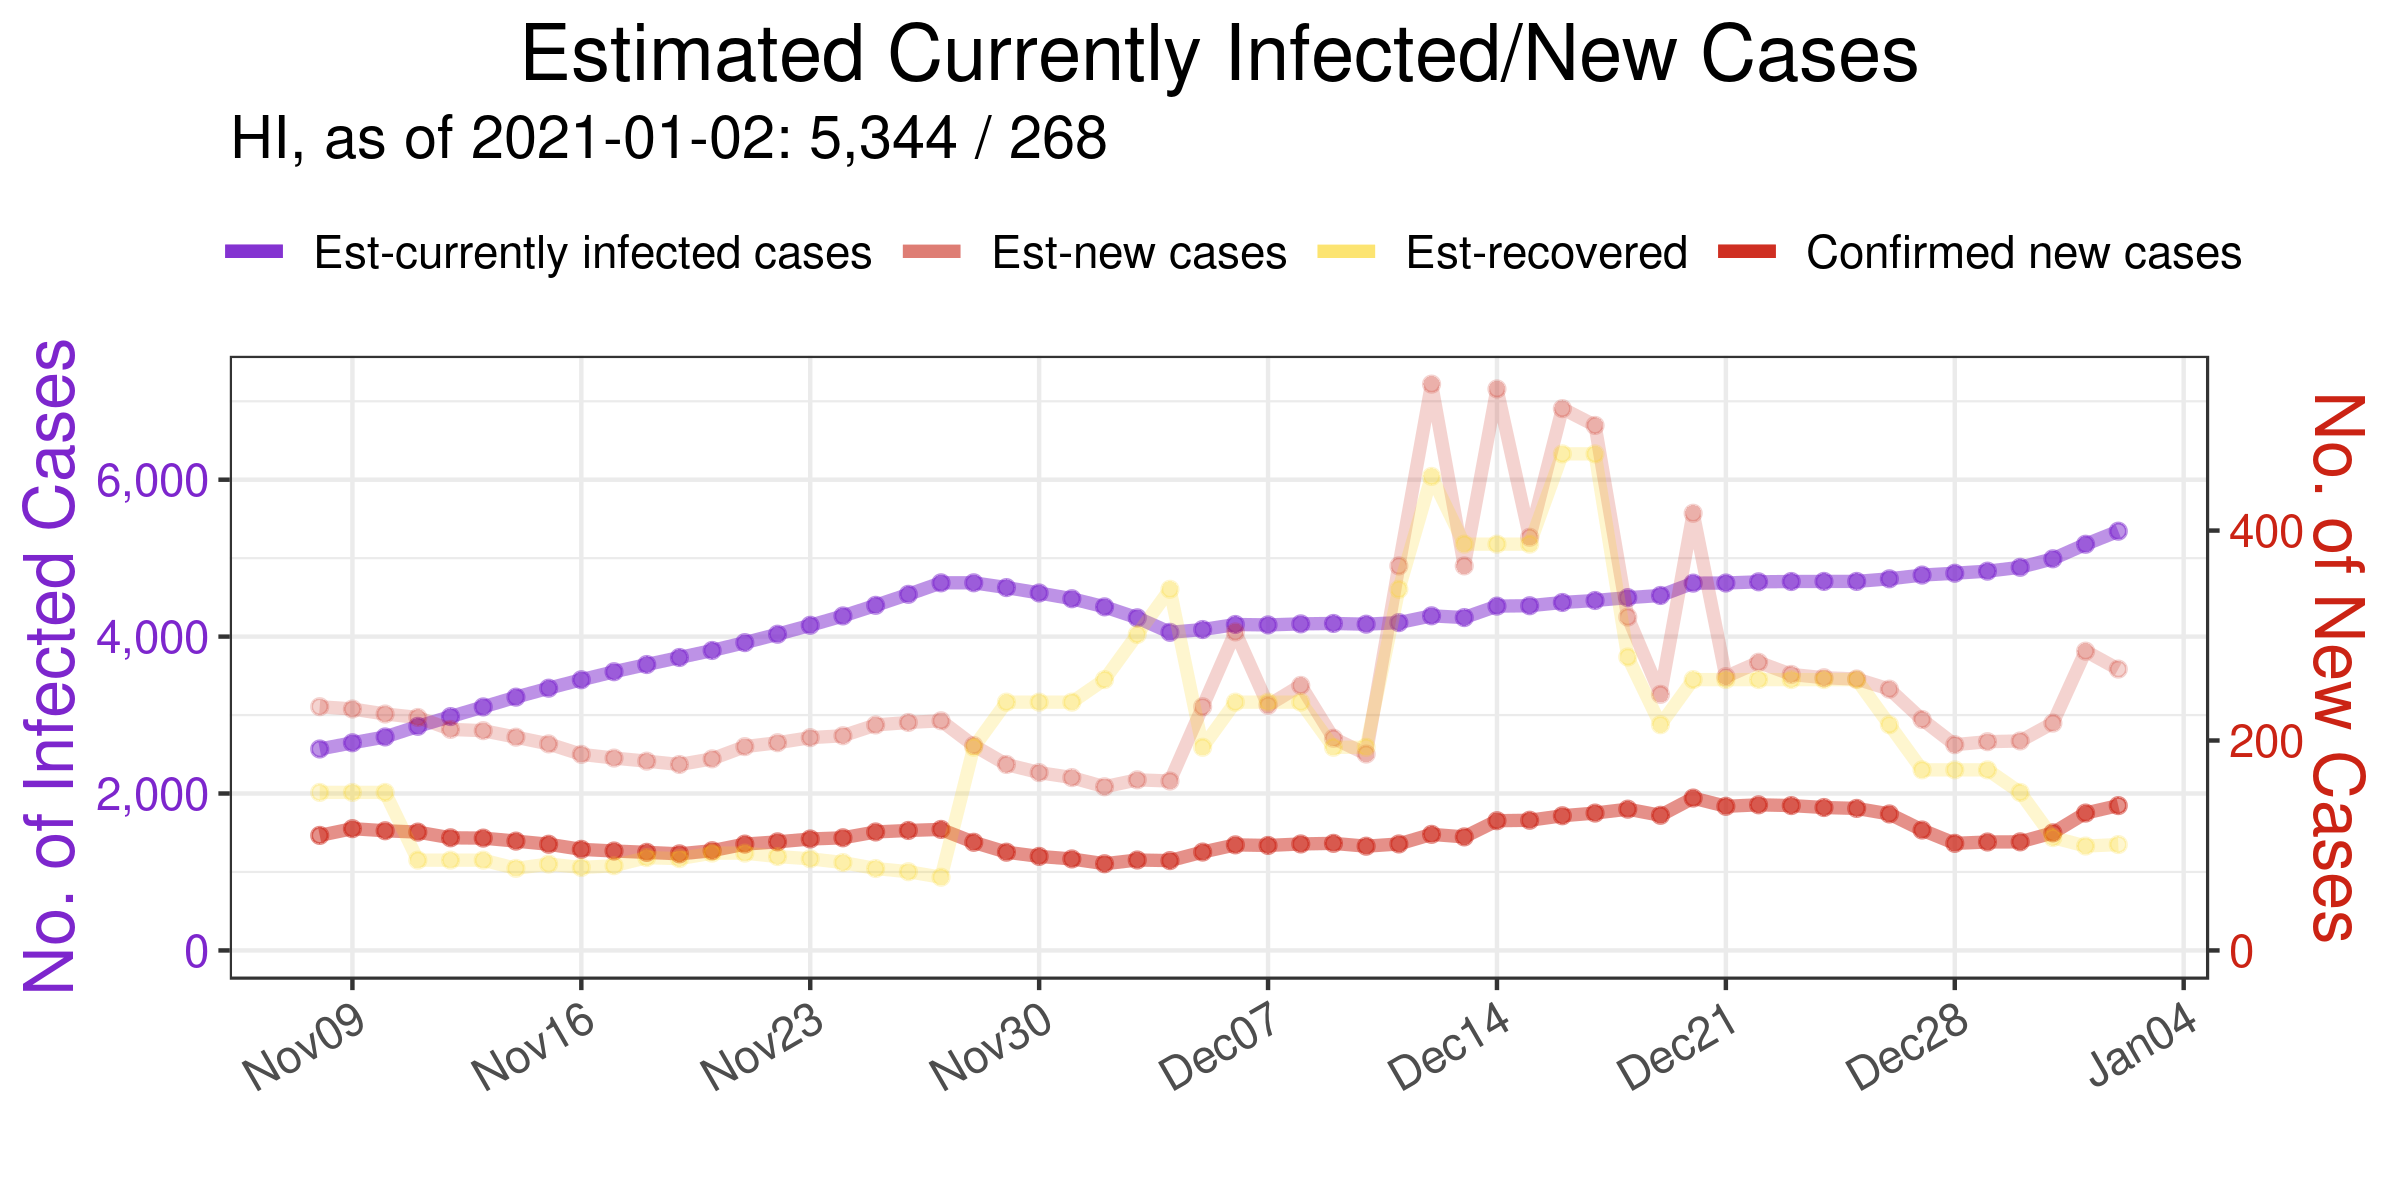 Estimated Currently Infected/New Cases
HI, as of 2021-01-02: 5,344 / 268
Est-currently infected cases Est-new cases Est-recovered Confirmed new cases
No. of Infected Cases
6,000
4,000
2,000
0
No. of New Cases
400
200
0
Nov09 Nov16 Nov23 Nov30 Dec07 Dec14 Dec21 Dec28 Jan04